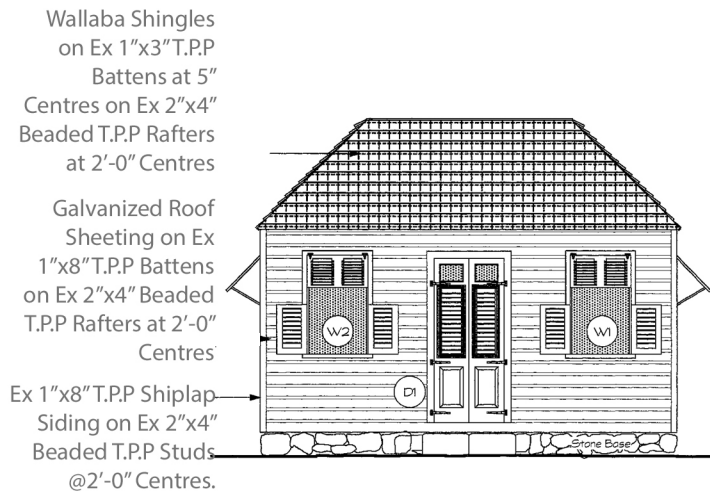 Wallaba Shingles
on Ex 1”x3” T.P.P
Battens at 5”
Centres on Ex 2”x4”
Beaded T.P.P Rafters
at 2’-0” Centres
Galvanized Roof
Sheeting on Ex
1”x8” T.P.P Battens
on Ex 2”x4” Beaded
T.P.P Rafters at 2’-0”
Centres
Ex 1”x8” T.P.P Shiplap
Siding on Ex 2”x4”
Beaded T.P.P Studs
@2’-0” Centres.
W2
W1
D1
Stone Base